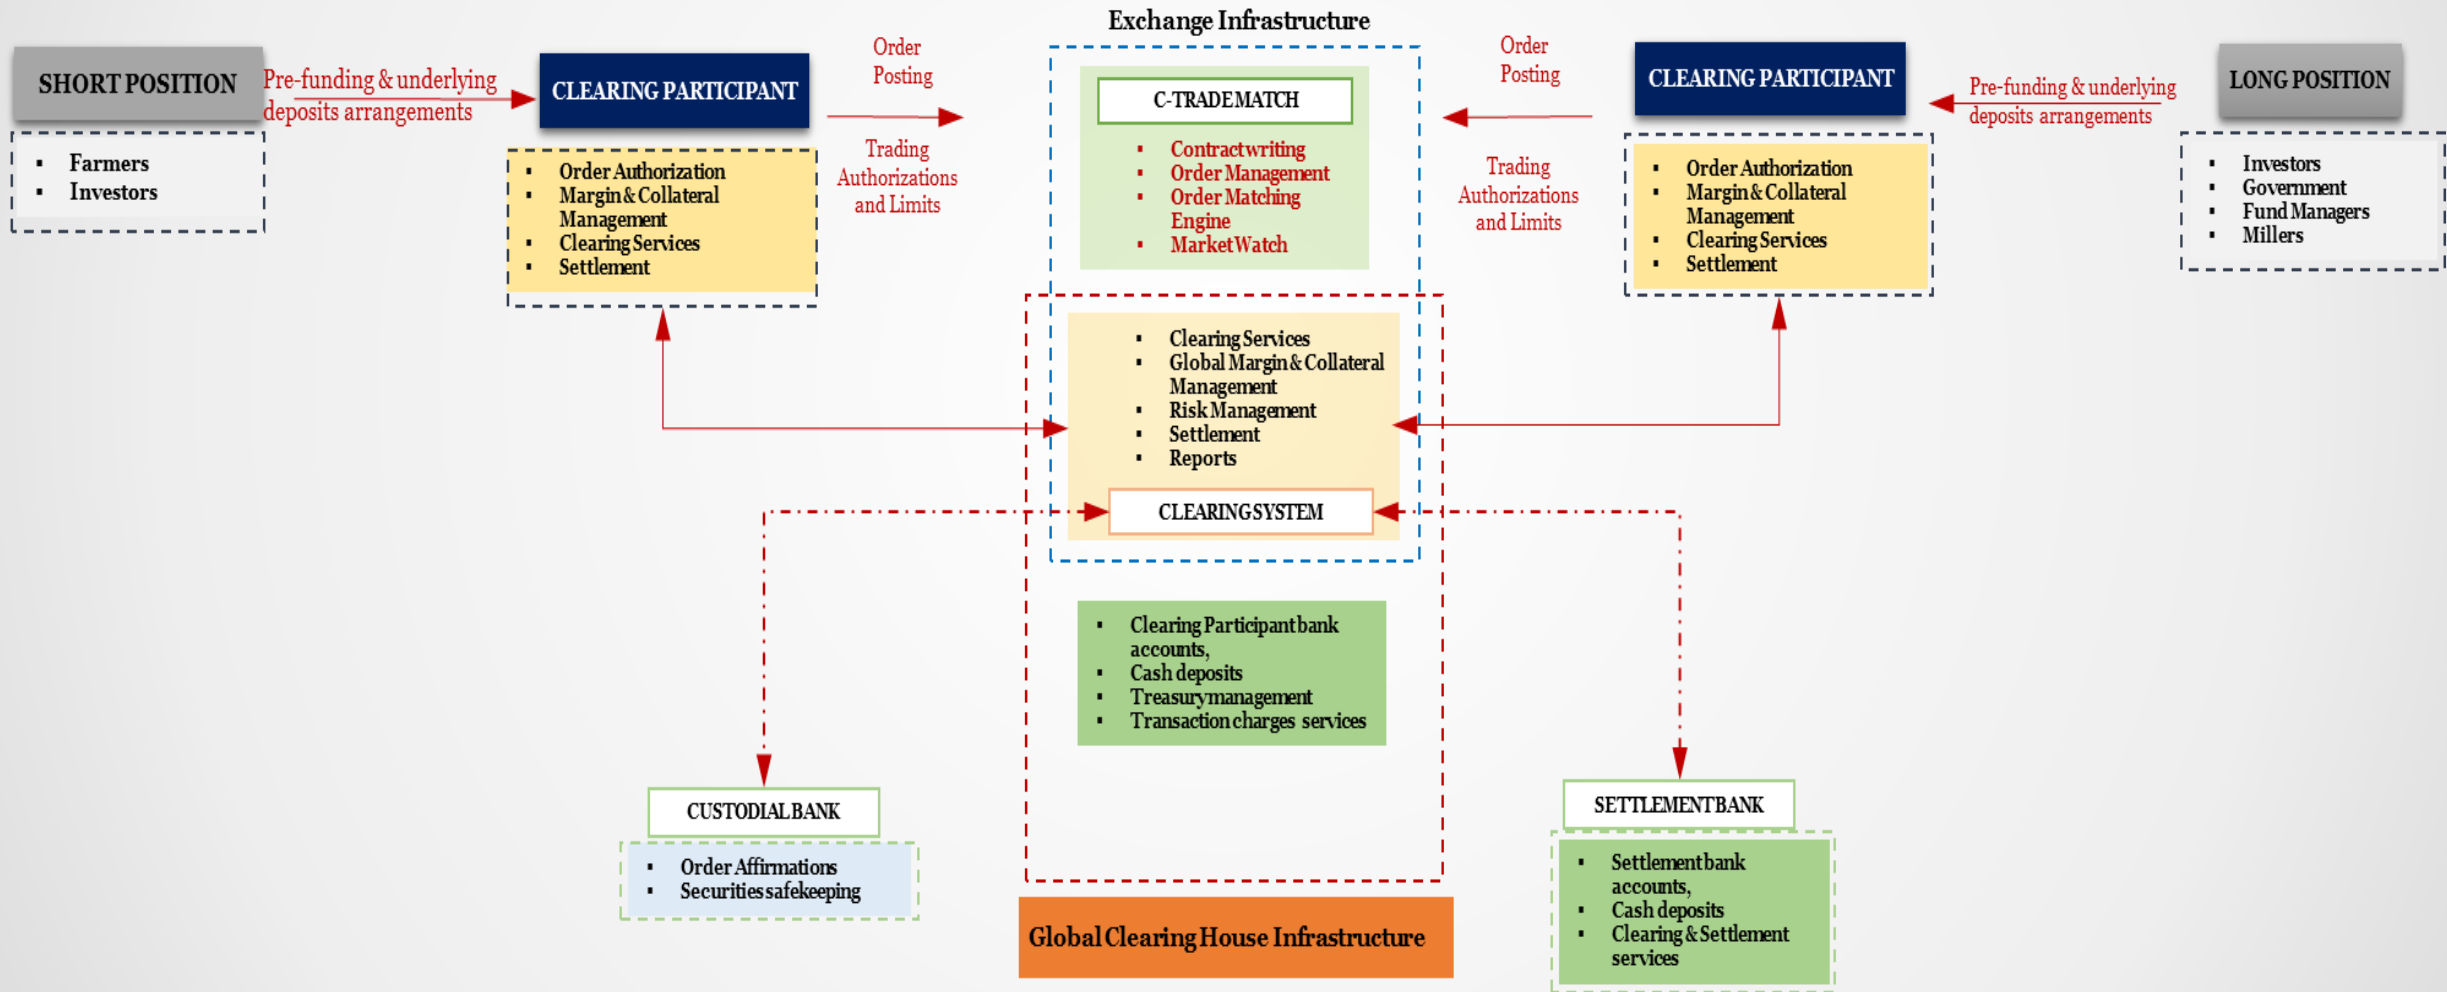 Exchange Infrastructure
SHORT POSITION
▪ Farmers
▪ Investors
Pre-funding & underlying
deposits arrangements
CLEARING PARTICIPANT
▪ Order Authorization
▪ Margin & Collateral
Management
▪ Clearing Services
▪ Settlement
Order
Posting
Trading
Authorizations
and Limits
C-TRADE MATCH
▪ Contract writing
▪ Order Management
▪ Order Matching
Engine
▪ Market Watch
Order
Posting
Trading
Authorizations
and Limits
CLEARING PARTICIPANT
▪ Order Authorization
▪ Margin & Collateral
Management
▪ Clearing Services
▪ Settlement
Pre-funding & underlying
deposits arrangements
LONG POSITION
▪ Investors
▪ Government
▪ Fund Managers
▪ Millers
▪ Clearing Services
▪ Global Margin & Collateral
Management
▪ Risk Management
▪ Settlement
▪ Reports
CLEARING SYSTEM
▪ Clearing Participant bank
accounts,
▪ Cash deposits
▪ Treasury management
▪ Transaction charges services
CUSTODIAL BANK
▪ Order Affirmations
▪ Securities safekeeping
SETTLEMENT BANK
▪ Settlement bank
accounts,
▪ Cash deposits
▪ Clearing & Settlement
services
Global Clearing House Infrastructure